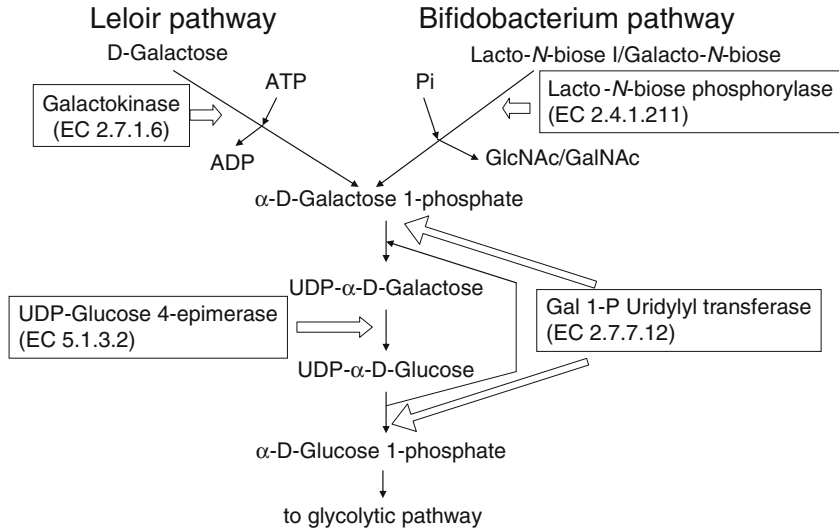 Leloir pathway
Bifidobacterium pathway
D-Galactose
Lacto-N-biose I/Galacto-N-biose
ATP
Pi
Galactokinase
(EC 2.7.1.6)
Lacto-N-biose phosphorylase
(EC 2.4.1.211)
ADP
GlcNAc/GalNAc
α-D-Galactose 1-phosphate
UDP-α-D-Galactose
UDP-Glucose 4-epimerase
(EC 5.1.3.2)
Gal 1-P Uridylyl transferase
(EC 2.7.7.12)
UDP-α-D-Glucose
α-D-Glucose 1-phosphate
to glycolytic pathway